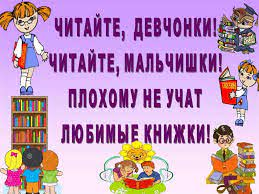 ЧИТАЙТЕ, ДЕВЧОНКИ!
ЧИТАЙТЕ, МАЛЬЧИШКИ!
ПЛОХОМУ НЕ УЧАТ
ЛЮБИМЫЕ КНИЖКИ!